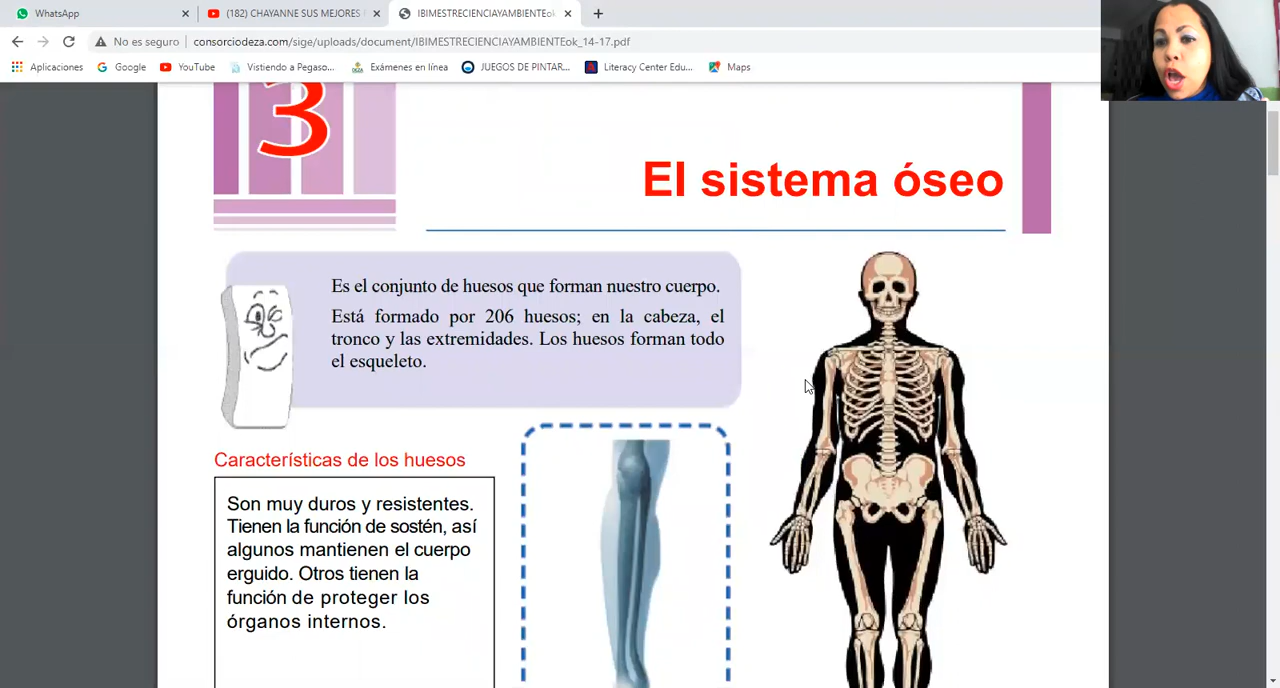 WhatsApp
(182) CHAYANNE SUS MEJORES
IBIMESTRECIENCIAYAMBIENTEok
No es seguro
consorciodeza.com/sige/uploads/document/IBIMESTRECIENCIAYAMBIENTEok_14-17.pdf
Aplicaciones
Google
YouTube
Vistiendo a Pegaso...
Exámenes en línea
JUEGOS DE PINTAR...
Literacy Center Edu...
Maps
3
El sistema óseo
Es el conjunto de huesos que forman nuestro cuerpo.
Está formado por 206 huesos; en la cabeza, el
tronco y las extremidades. Los huesos forman todo
el esqueleto.
Características de los huesos
Son muy duros y resistentes.
Tienen la función de sostén, así
algunos mantienen el cuerpo
erguido. Otros tienen la
función de proteger los
órganos internos.